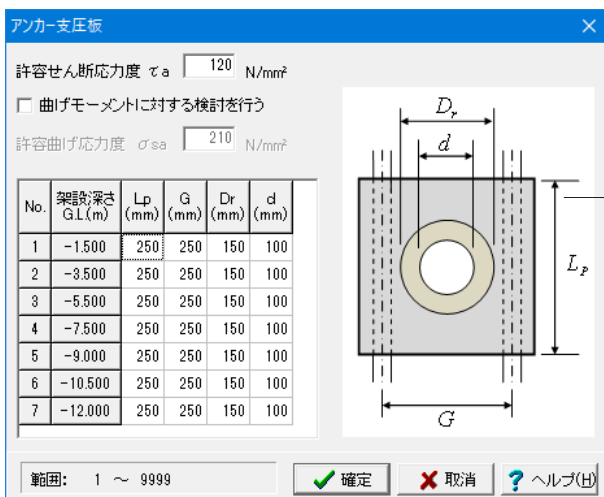 アンカー支圧板
許容せん断応力度 τa 120 N/mm²
曲げモーメントに対する検討を行う
許容曲げ応力度 σsa 210 N/mm²
No. 架設深さ G.L.(m) Lp (mm) G (mm) Dr (mm) d (mm)
1 -1.500 250 250 150 100
2 -3.500 250 250 150 100
3 -5.500 250 250 150 100
4 -7.500 250 250 150 100
5 -9.000 250 250 150 100
6 -10.500 250 250 150 100
7 -12.000 250 250 150 100
Dr
d
LP
G
範囲: 1 ～ 9999
確定
取消
ヘルプ(H)